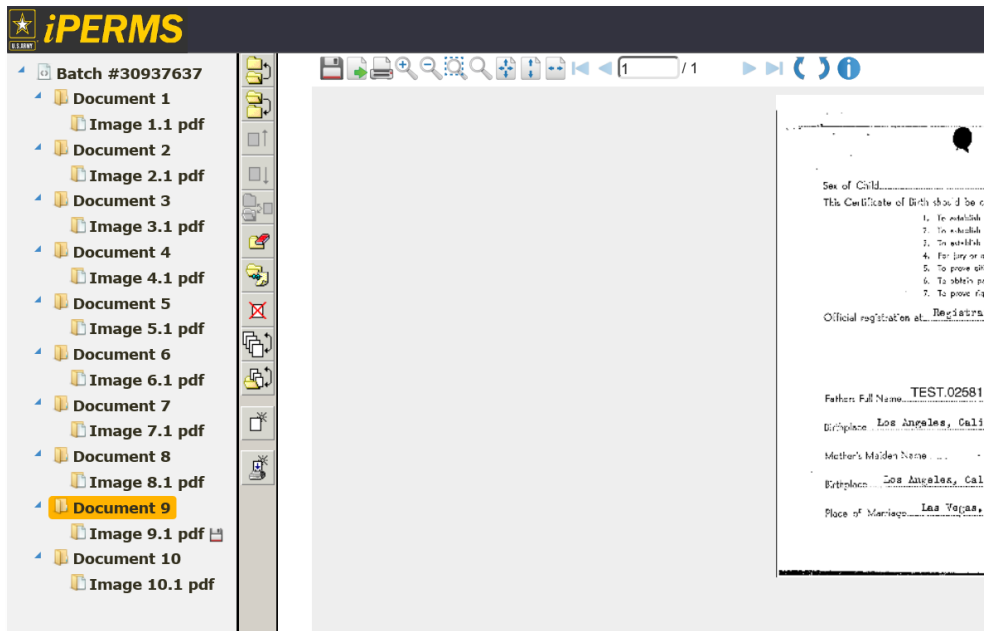 iPERMS
U.S. ARMY
Batch #30937637
Document 1
Image 1.1 pdf
Document 2
Image 2.1 pdf
Document 3
Image 3.1 pdf
Document 4
Image 4.1 pdf
Document 5
Image 5.1 pdf
Document 6
Image 6.1 pdf
Document 7
Image 7.1 pdf
Document 8
Image 8.1 pdf
Document 9
Image 9.1 pdf
Document 10
Image 10.1 pdf
1 / 1
Sex of Child
This Certificate of Birth should be
1. To establish
2. To establish
3. To establish
4. For jury or
5. To prove
6. To obtain
7. To prove
Official registration at Registra
Fathers Full Name TEST.02581
Birthplace Los Angeles, Cali
Mother's Maiden Name
Birthplace Los Angeles, Cal
Place of Marriage Las Vegas,